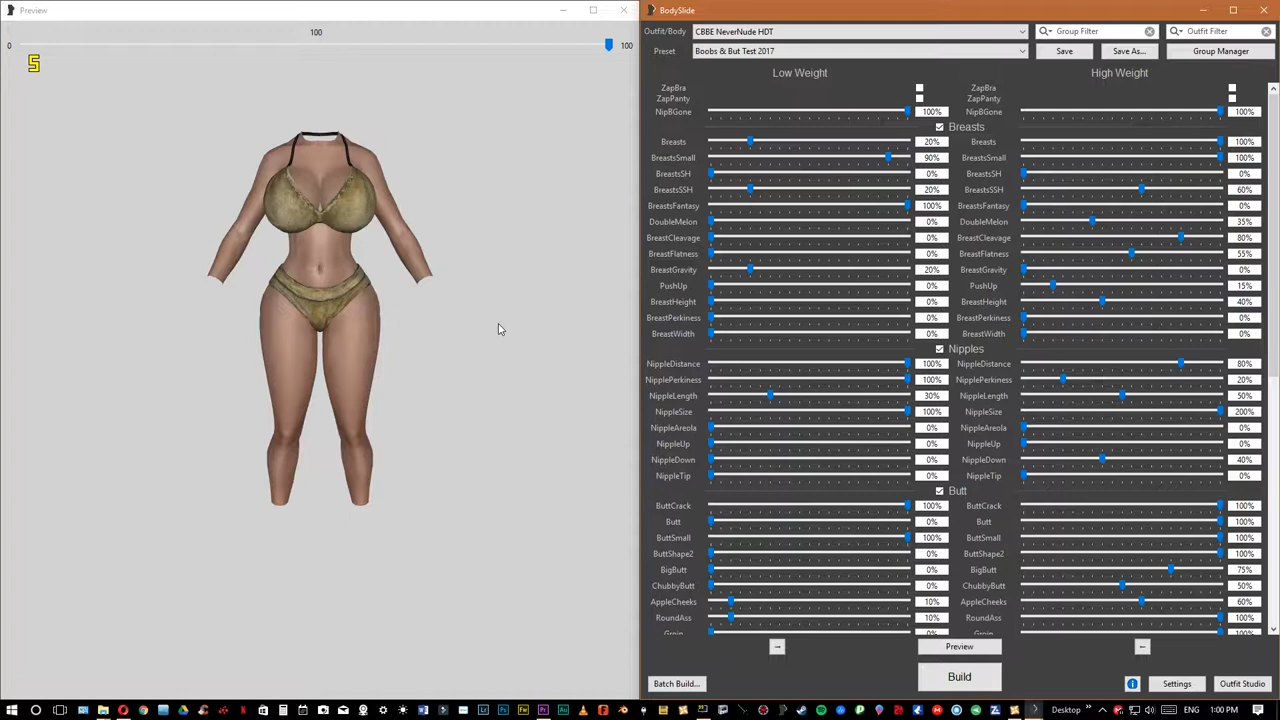 Preview
100
0
100
5
BodySlide
Outfit/Body
CBBE NeverNude HDT
Group Filter
Outfit Filter
Preset
Boobs & But Test 2017
Save
Save As...
Group Manager
Low Weight
High Weight
ZapBra
ZapBra
ZapPanty
ZapPanty
NipBGone 100% NipBGone 100%
Breasts
Breasts 20% Breasts 100%
BreastsSmall 90% BreastsSmall 100%
BreastsSH 0% BreastsSH 0%
BreastsSSH 20% BreastsSSH 60%
BreastsFantasy 100% BreastsFantasy 0%
DoubleMelon 0% DoubleMelon 35%
BreastCleavage 0% BreastCleavage 80%
BreastFlatness 0% BreastFlatness 55%
BreastGravity 20% BreastGravity 0%
PushUp 0% PushUp 15%
BreastHeight 0% BreastHeight 40%
BreastPerkiness 0% BreastPerkiness 0%
BreastWidth 0% BreastWidth 0%
Nipples
NippleDistance 100% NippleDistance 80%
NipplePerkiness 100% NipplePerkiness 20%
NippleLength 30% NippleLength 50%
NippleSize 100% NippleSize 200%
NippleAreola 0% NippleAreola 0%
NippleUp 0% NippleUp 0%
NippleDown 0% NippleDown 40%
NippleTip 0% NippleTip 0%
Butt
ButtCrack 100% ButtCrack 100%
Butt 0% Butt 100%
ButtSmall 100% ButtSmall 100%
ButtShape2 0% ButtShape2 100%
BigButt 0% BigButt 75%
ChubbyButt 0% ChubbyButt 50%
AppleCheeks 10% AppleCheeks 60%
RoundAss 10% RoundAss 100%
Groin 0% Groin 100%
Preview
Build
Batch Build...
Settings
Outfit Studio
Desktop
ENG
1:00 PM